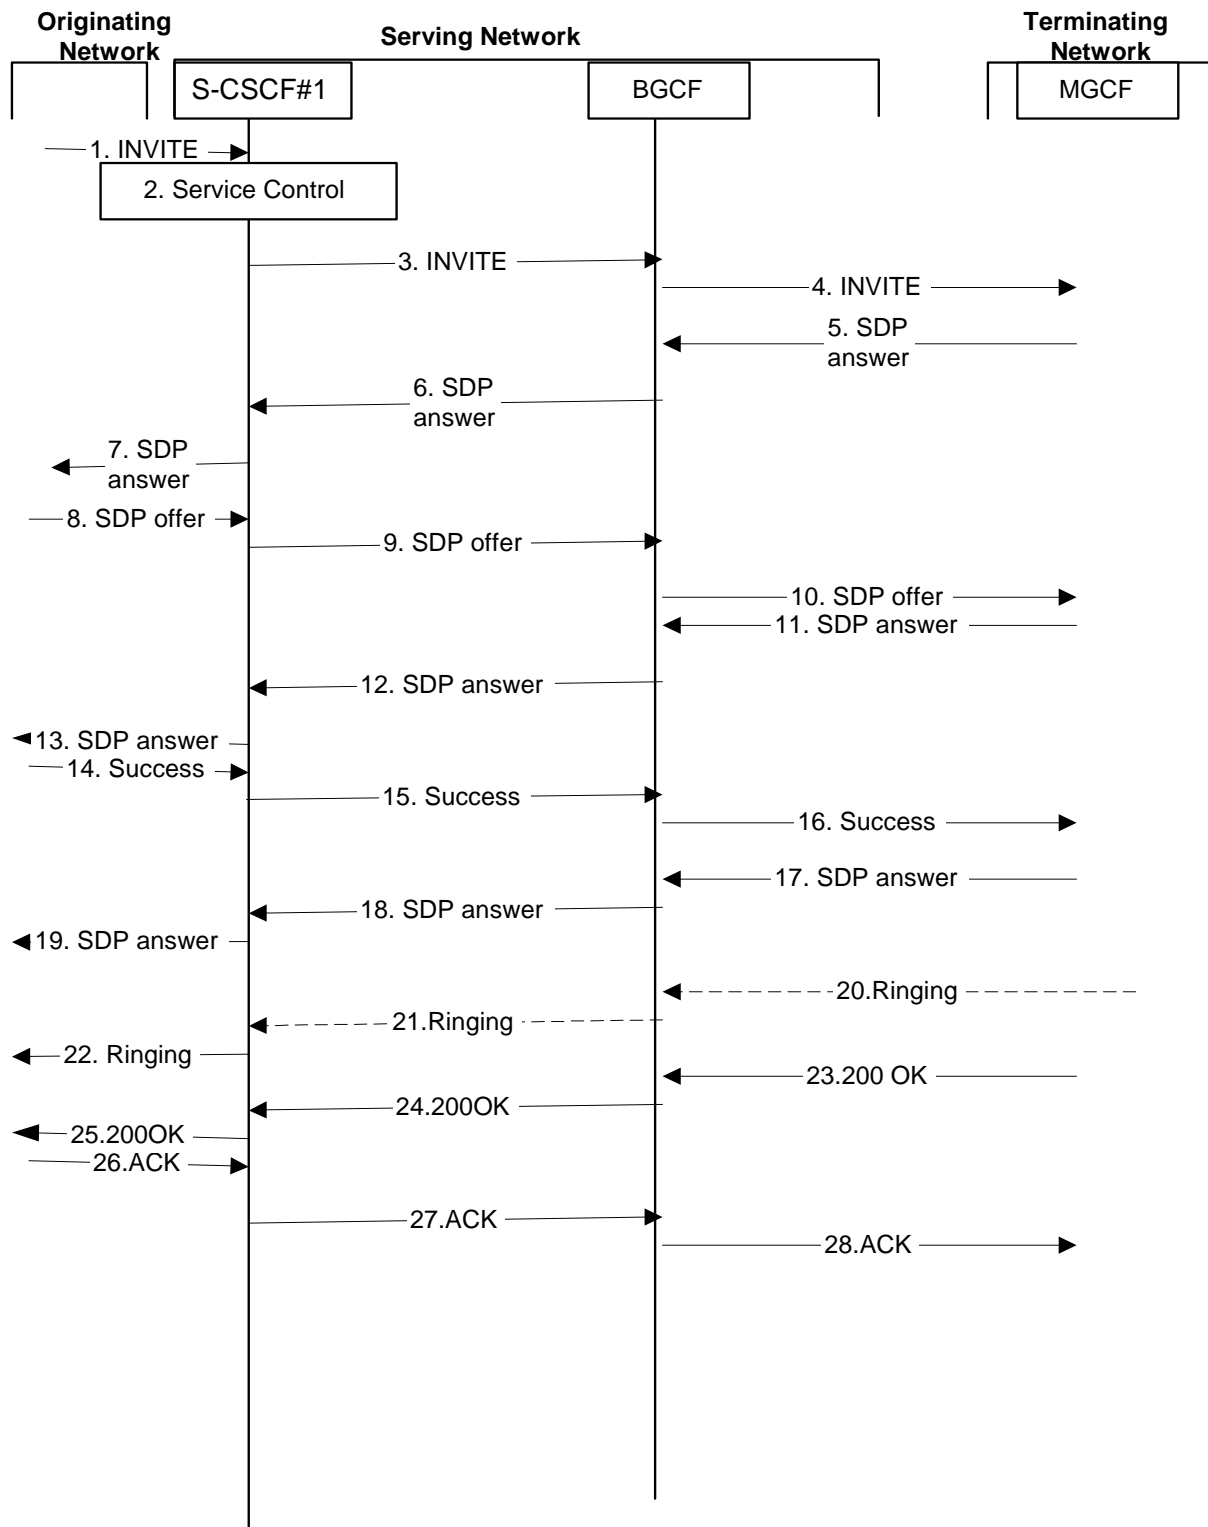 Originating
Network
Serving Network
Terminating
Network
S-CSCF#1
BGCF
MGCF
1. INVITE
2. Service Control
3. INVITE
4. INVITE
5. SDP
answer
6. SDP
answer
7. SDP
answer
8. SDP offer
9. SDP offer
10. SDP offer
11. SDP answer
12. SDP answer
13. SDP answer
14. Success
15. Success
16. Success
17. SDP answer
18. SDP answer
19. SDP answer
20.Ringing
21.Ringing
22. Ringing
23.200 OK
24.200OK
25.200OK
26.ACK
27.ACK
28.ACK